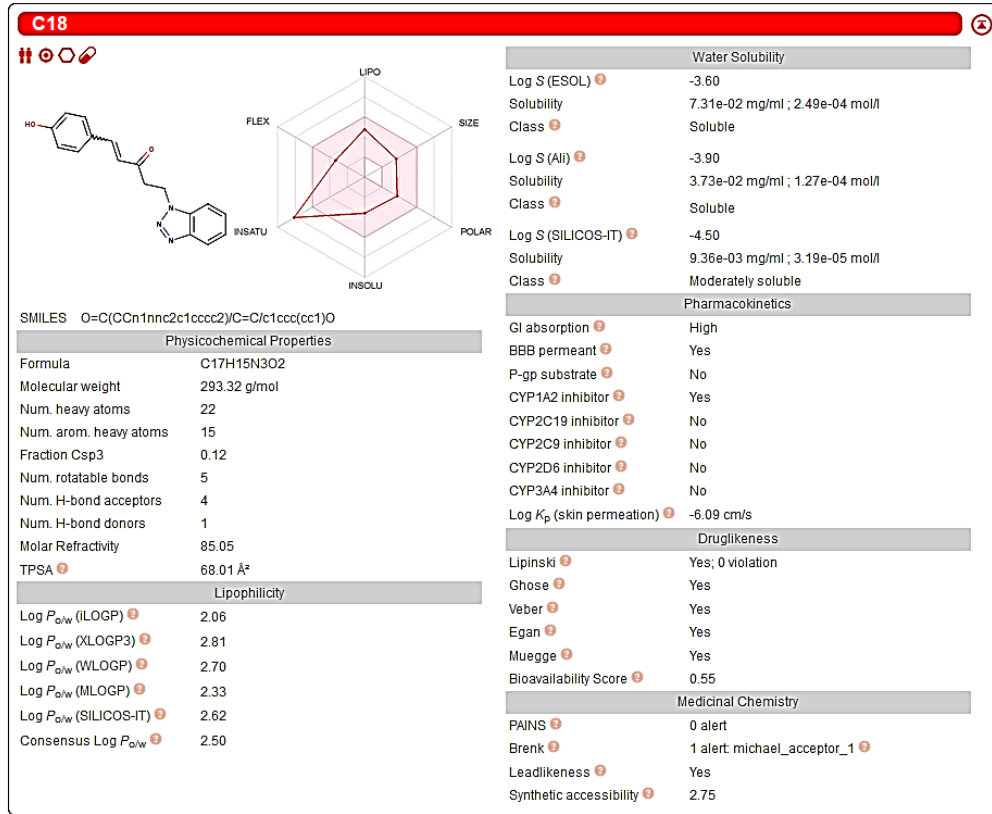 C18
HO
O
N
N
N
LIPO
FLEX
SIZE
INSATU
POLAR
INSOLU
SMILES O=C(CCn1nnc2c1cccc2)/C=C/c1ccc(cc1)O
Physicochemical Properties
Formula C17H15N3O2
Molecular weight 293.32 g/mol
Num. heavy atoms 22
Num. arom. heavy atoms 15
Fraction Csp3 0.12
Num. rotatable bonds 5
Num. H-bond acceptors 4
Num. H-bond donors 1
Molar Refractivity 85.05
TPSA ? 68.01 Å²
Lipophilicity
Log Po/w (iLOGP) ? 2.06
Log Po/w (XLOGP3) ? 2.81
Log Po/w (WLOGP) ? 2.70
Log Po/w (MLOGP) ? 2.33
Log Po/w (SILICOS-IT) ? 2.62
Consensus Log Po/w ? 2.50
Water Solubility
Log S (ESOL) ? -3.60
Solubility 7.31e-02 mg/ml ; 2.49e-04 mol/l
Class ? Soluble
Log S (Ali) ? -3.90
Solubility 3.73e-02 mg/ml ; 1.27e-04 mol/l
Class ? Soluble
Log S (SILICOS-IT) ? -4.50
Solubility 9.36e-03 mg/ml ; 3.19e-05 mol/l
Class ? Moderately soluble
Pharmacokinetics
GI absorption ? High
BBB permeant ? Yes
P-gp substrate ? No
CYP1A2 inhibitor ? Yes
CYP2C19 inhibitor ? No
CYP2C9 inhibitor ? No
CYP2D6 inhibitor ? No
CYP3A4 inhibitor ? No
Log Kp (skin permeation) ? -6.09 cm/s
Druglikeness
Lipinski ? Yes; 0 violation
Ghose ? Yes
Veber ? Yes
Egan ? Yes
Muegge ? Yes
Bioavailability Score ? 0.55
Medicinal Chemistry
PAINS ? 0 alert
Brenk ? 1 alert: michael_acceptor_1 ?
Leadlikeness ? Yes
Synthetic accessibility ? 2.75